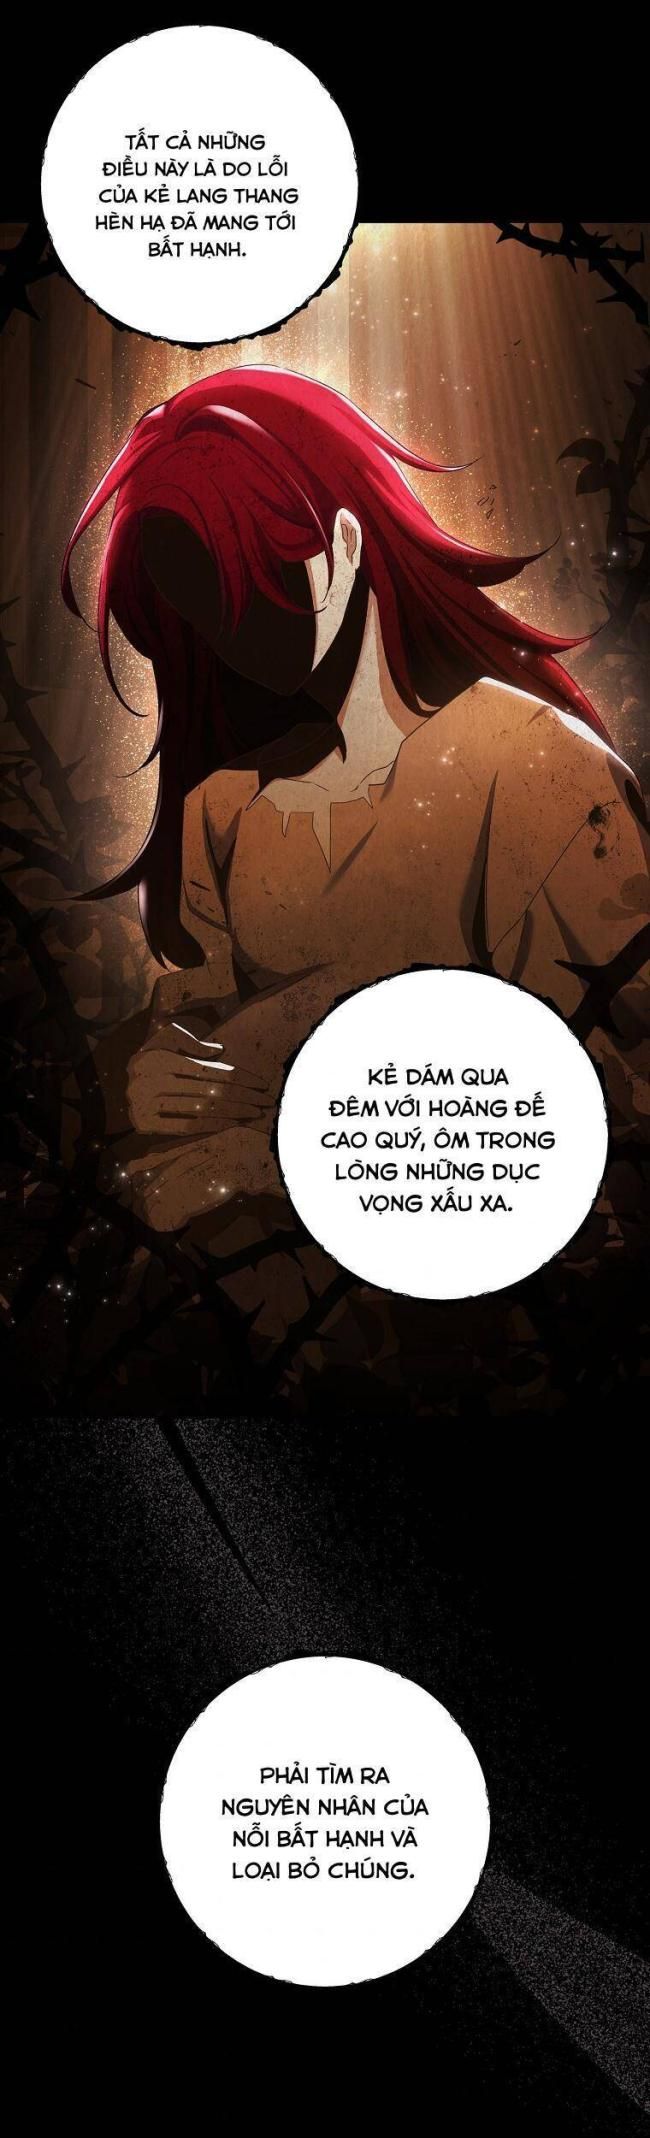 TẤT CẢ NHỮNG
ĐIỀU NÀY LÀ DO LỖI
CỦA KẺ LANG THANG
HÈN HẠ ĐÃ MANG TỚI
BẤT HẠNH.
KẺ DÁM QUA
ĐÊM VỚI HOÀNG ĐẾ
CAO QUÝ, ÔM TRONG
LÒNG NHỮNG DỤC
VỌNG XẤU XA.
PHẢI TÌM RA
NGUYÊN NHÂN CỦA
NỖI BẤT HẠNH VÀ
LOẠI BỎ CHÚNG.